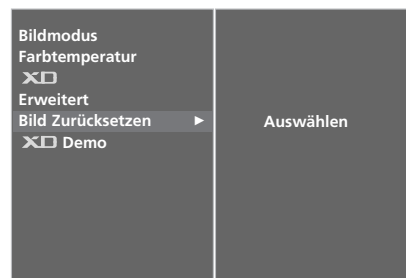 Bildmodus
Farbtemperatur
XD
Erweitert
Bild Zurücksetzen ►
XD Demo
Auswählen